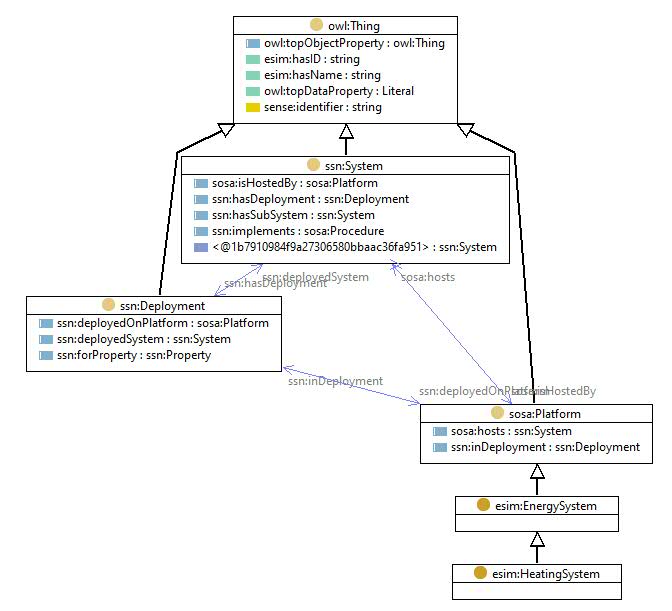 owl:Thing
owl:topObjectProperty : owl:Thing
esim:hasID : string
esim:hasName : string
owl:topDataProperty : Literal
sense:identifier : string
ssn:System
sosa:isHostedBy : sosa:Platform
ssn:hasDeployment : ssn:Deployment
ssn:hasSubSystem : ssn:System
ssn:implements : sosa:Procedure
<@1b7910984f9a27306580bbaac36fa951> : ssn:System
ssn:deployedSystem
sosa:hosts
ssn:hasDeployment
ssn:Deployment
ssn:deployedOnPlatform : sosa:Platform
ssn:deployedSystem : ssn:System
ssn:forProperty : ssn:Property
ssn:inDeployment
ssn:deployedOnPlatform
sosa:isHostedBy
sosa:Platform
sosa:hosts : ssn:System
ssn:inDeployment : ssn:Deployment
esim:EnergySystem
esim:HeatingSystem